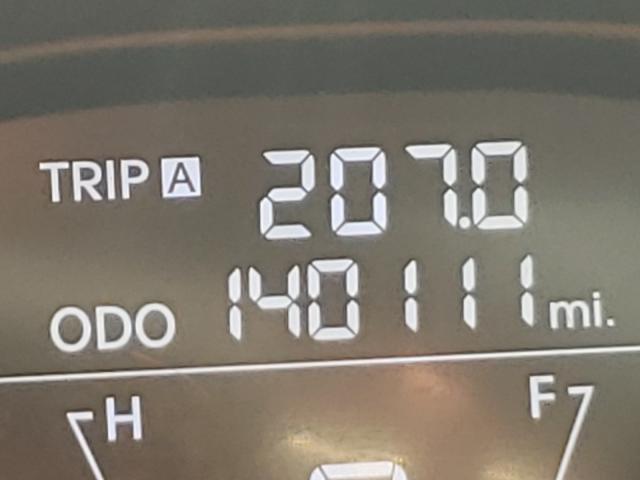 TRIP A 207.0
ODO 140111 mi.
H F